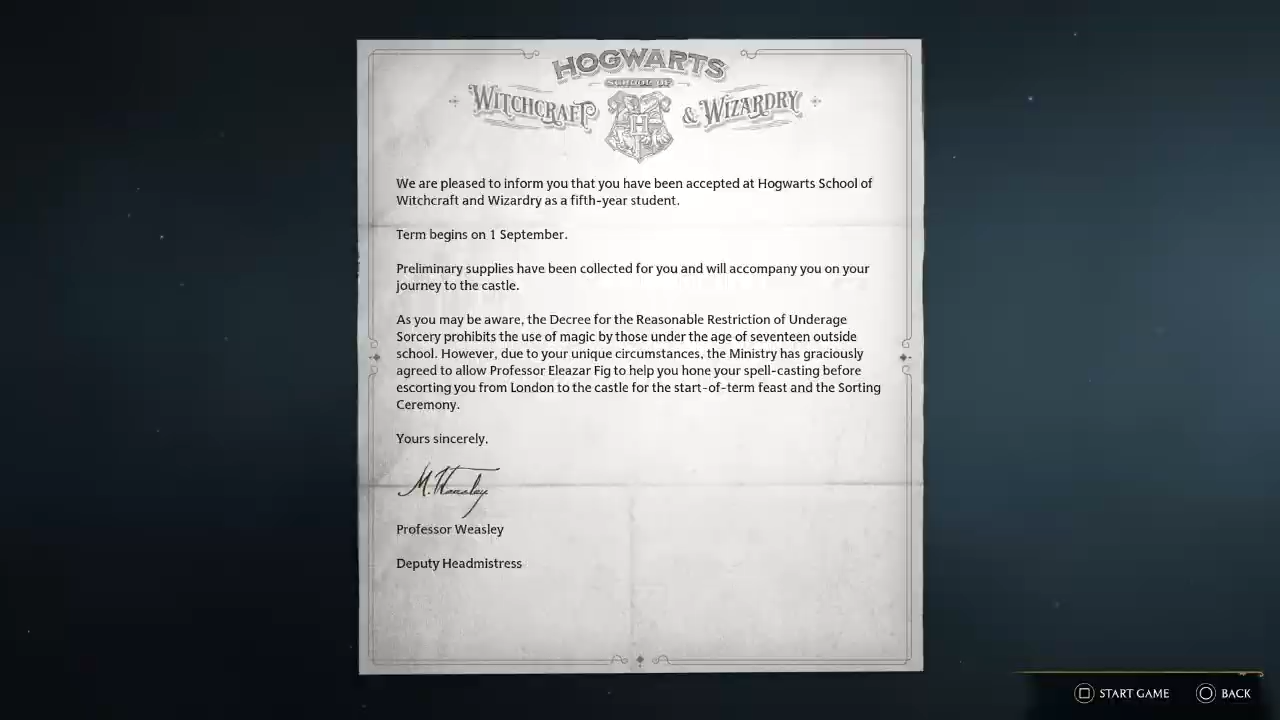 HOGWARTS
SCHOOL OF
WITCHCRAFT & WIZARDRY
H
We are pleased to inform you that you have been accepted at Hogwarts School of
Witchcraft and Wizardry as a fifth-year student.
Term begins on 1 September.
Preliminary supplies have been collected for you and will accompany you on your
journey to the castle.
As you may be aware, the Decree for the Reasonable Restriction of Underage
Sorcery prohibits the use of magic by those under the age of seventeen outside
school. However, due to your unique circumstances, the Ministry has graciously
agreed to allow Professor Eleazar Fig to help you hone your spell-casting before
escorting you from London to the castle for the start-of-term feast and the Sorting
Ceremony.
Yours sincerely,
M. Weasley
Professor Weasley
Deputy Headmistress
START GAME BACK